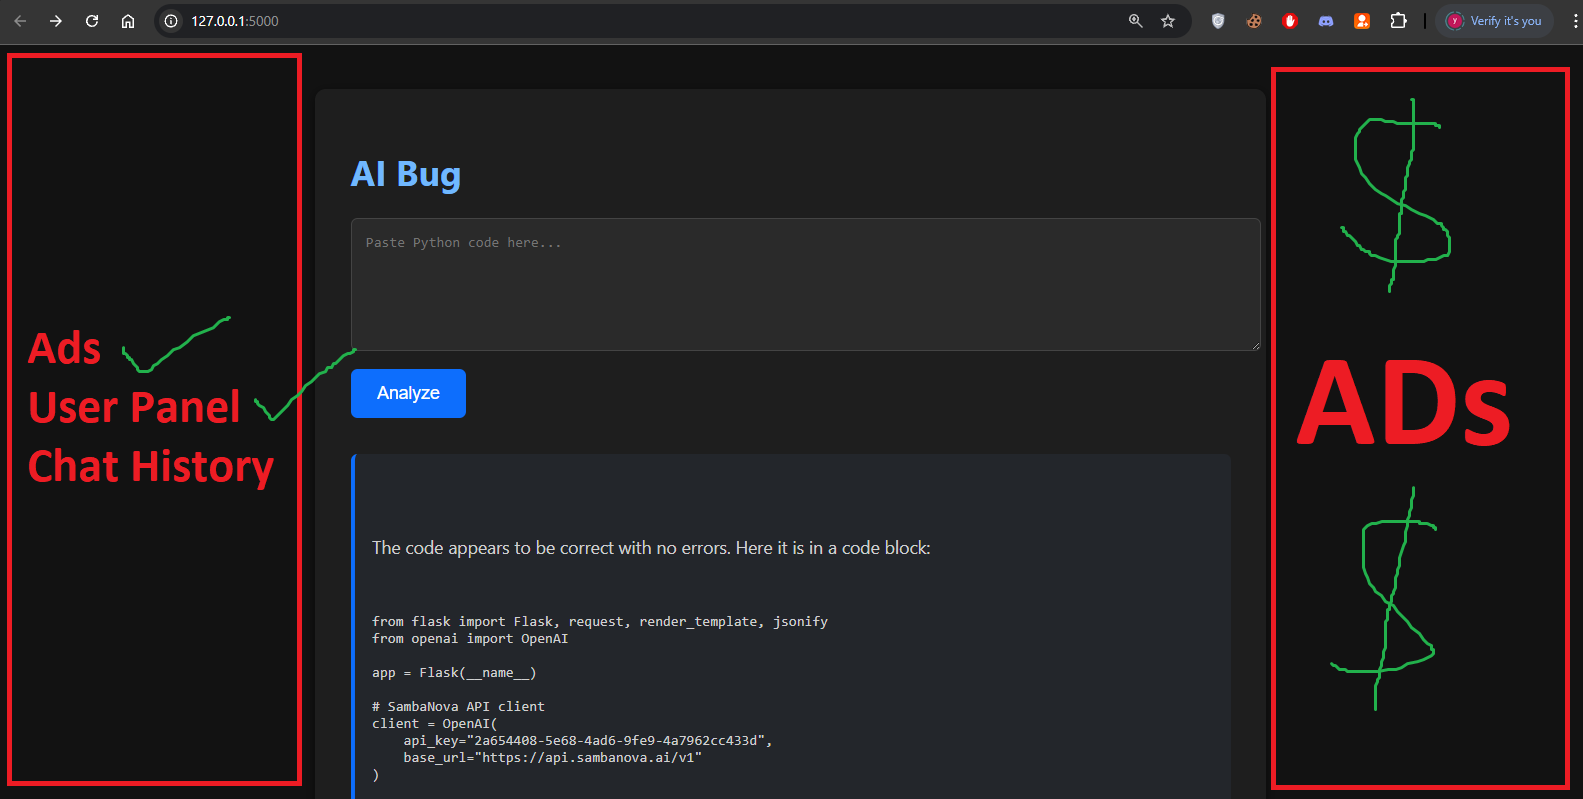 127.0.0.1:5000
Verify it's you
AI Bug
Paste Python code here...
Analyze
Ads
User Panel
Chat History
$
ADs
$
The code appears to be correct with no errors. Here it is in a code block:
from flask import Flask, request, render_template, jsonify
from openai import OpenAI
app = Flask(__name__)
# SambaNova API client
client = OpenAI(
    api_key="2a654408-5e68-4ad6-9fe9-4a7962cc433d",
    base_url="https://api.sambanova.ai/v1"
)